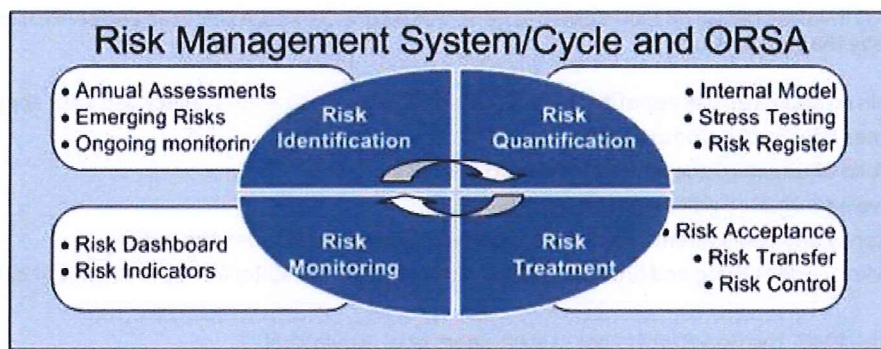 Risk Management System/Cycle and ORSA
• Annual Assessments
• Emerging Risks
• Ongoing monitoring
Risk
Identification
Risk
Quantification
• Internal Model
• Stress Testing
• Risk Register
• Risk Dashboard
• Risk Indicators
Risk
Monitoring
Risk
Treatment
• Risk Acceptance
• Risk Transfer
• Risk Control